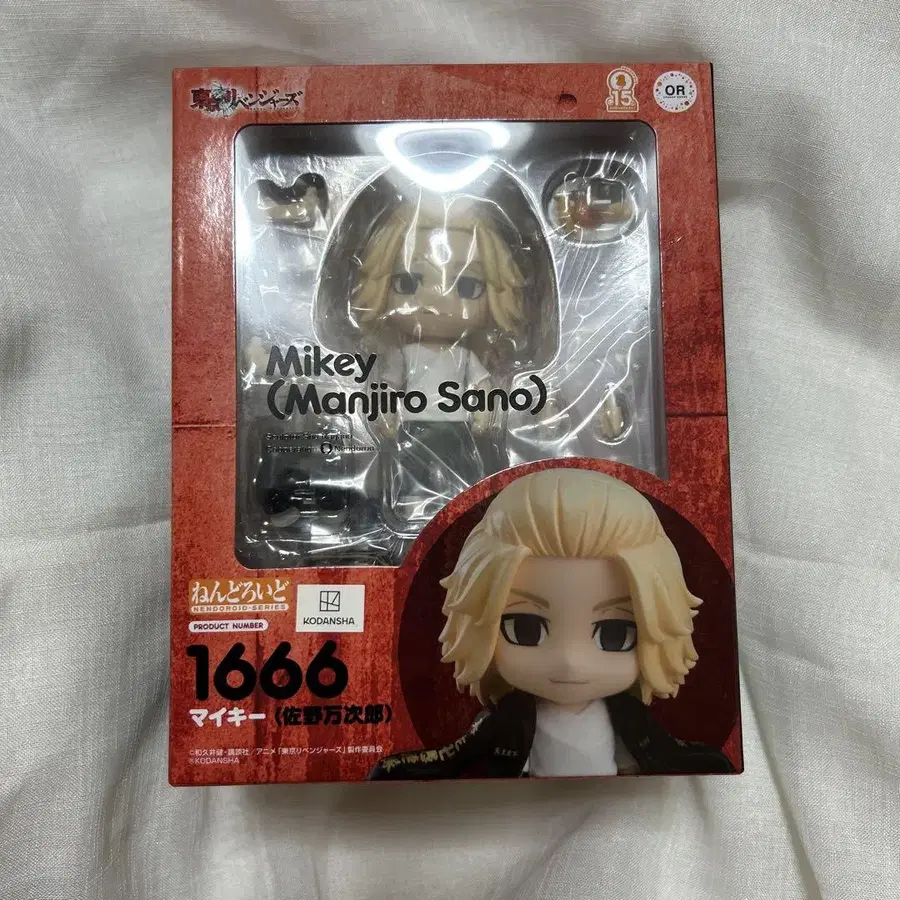 東京リベンジャーズ
15
OR
Mikey
(Manjiro Sano)
Nendoron
ねんどろいど
NENDOROID・SERIES
KODANSHA
PRODUCT NUMBER
1666
マイキー(佐野万次郎)
©和久井健・講談社/アニメ「東京リベンジャーズ」製作委員会
®KODANSHA